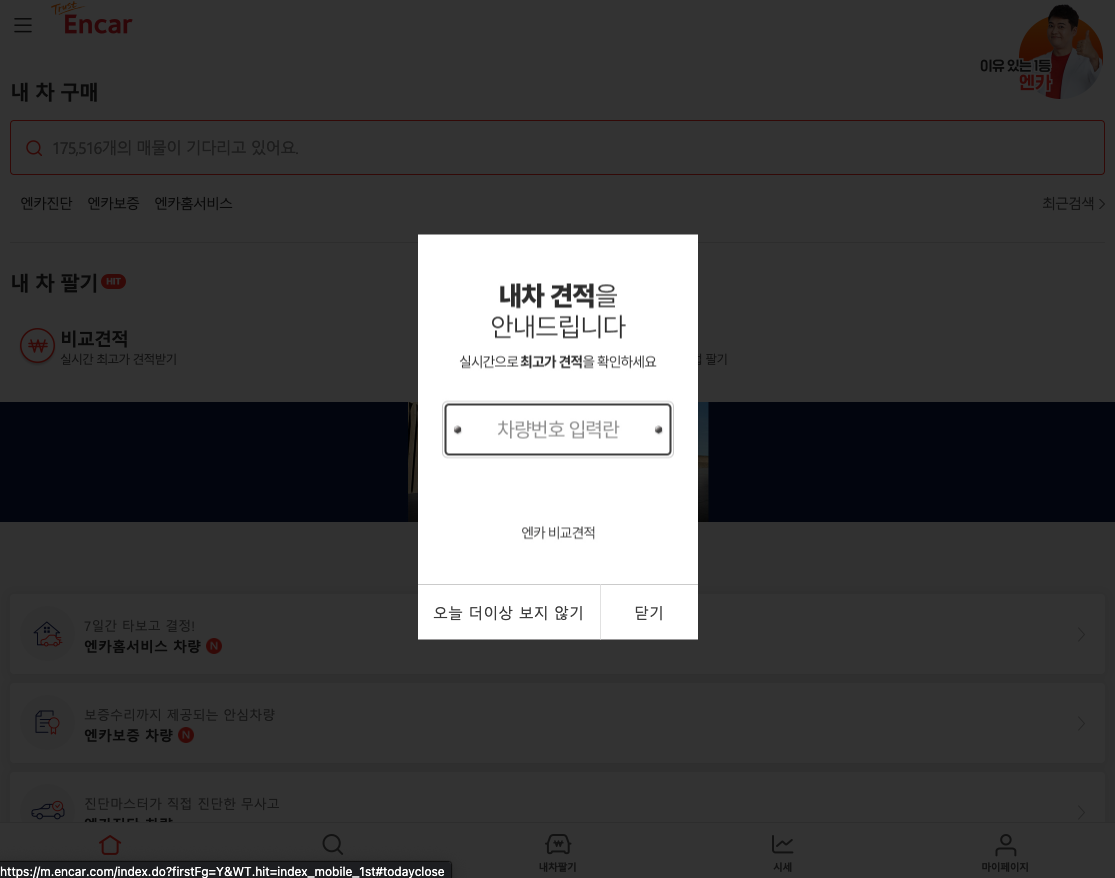 Trust
Encar
이유 있는 1등
엔카
내 차 구매
175,516개의 매물이 기다리고 있어요.
엔카진단 엔카보증 엔카홈서비스 최근검색
내 차 팔기 HIT
비교견적
실시간 최고가 견적받기
팔기
내차 견적을
안내드립니다
실시간으로 최고가 견적을 확인하세요
차량번호 입력란
엔카 비교견적
오늘 더이상 보지 않기 닫기
7일간 타보고 결정!
엔카홈서비스 차량 N
보증수리까지 제공되는 안심차량
엔카보증 차량 N
진단마스터가 직접 진단한 무사고
엔카진단 차량
내차팔기 시세 마이페이지
https://m.encar.com/index.do?firstFg=Y&WT.hit=index_mobile_1st#todayclose